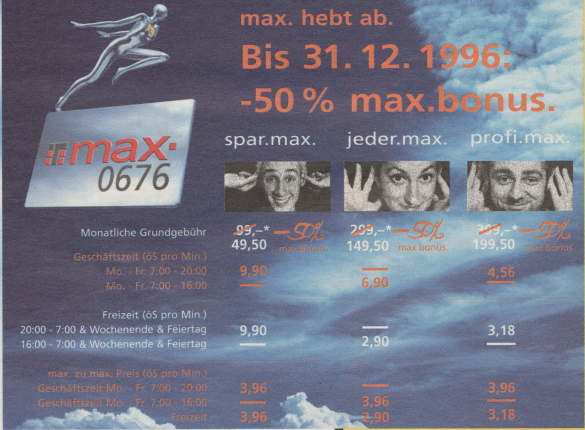 max. hebt ab.
Bis 31. 12. 1996:
-50 % max.bonus.
max.
0676
spar.max. jeder.max. profi.max.
Monatliche Grundgebühr 99,–* –50% 299,–* –50% 399,–* –50%
49,50 max.bonus. 149,50 max.bonus. 199,50 max.bonus.
Geschäftszeit (öS pro Min.)
Mo. - Fr. 7:00 - 20:00 9,90 — 4,56
Mo. - Fr. 7:00 - 16:00 — 6,90 —
Freizeit (öS pro Min.)
20:00 - 7:00 & Wochenende & Feiertag 9,90 — 3,18
16:00 - 7:00 & Wochenende & Feiertag — 2,90 —
max. zu max. Preis (öS pro Min.)
Geschäftszeit Mo. - Fr. 7:00 - 20:00 3,96 — 3,96
Geschäftszeit Mo. - Fr. 7:00 - 16:00 — 3,96 —
Freizeit 3,96 2,90 3,18